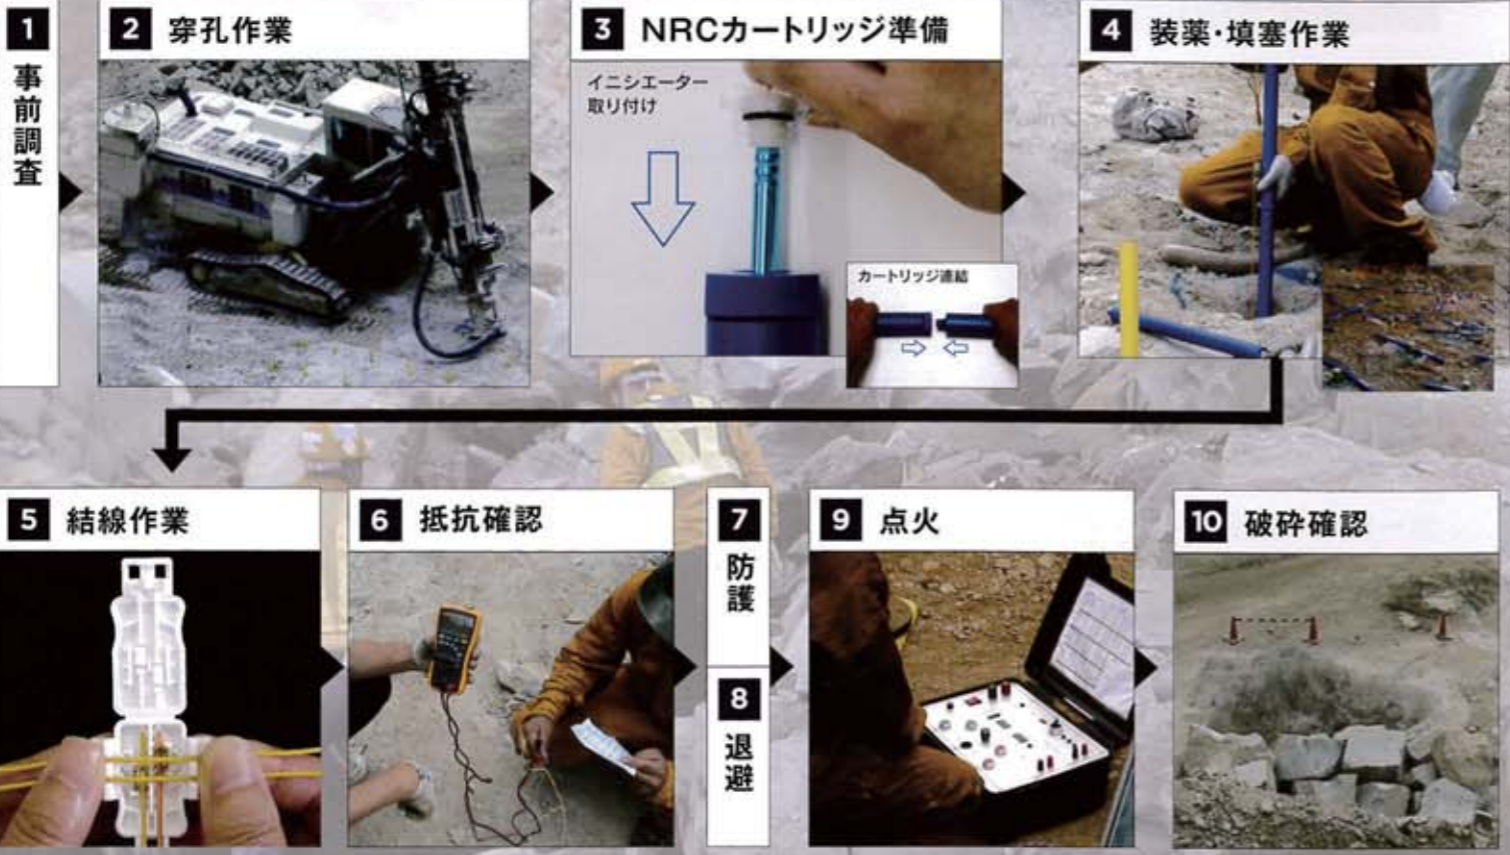 1 事前調査
2 穿孔作業
3 NRCカートリッジ準備
イニシエーター
取り付け
カートリッジ連結
4 装薬・填塞作業
5 結線作業
6 抵抗確認
7 防護
8 退避
9 点火
10 破砕確認